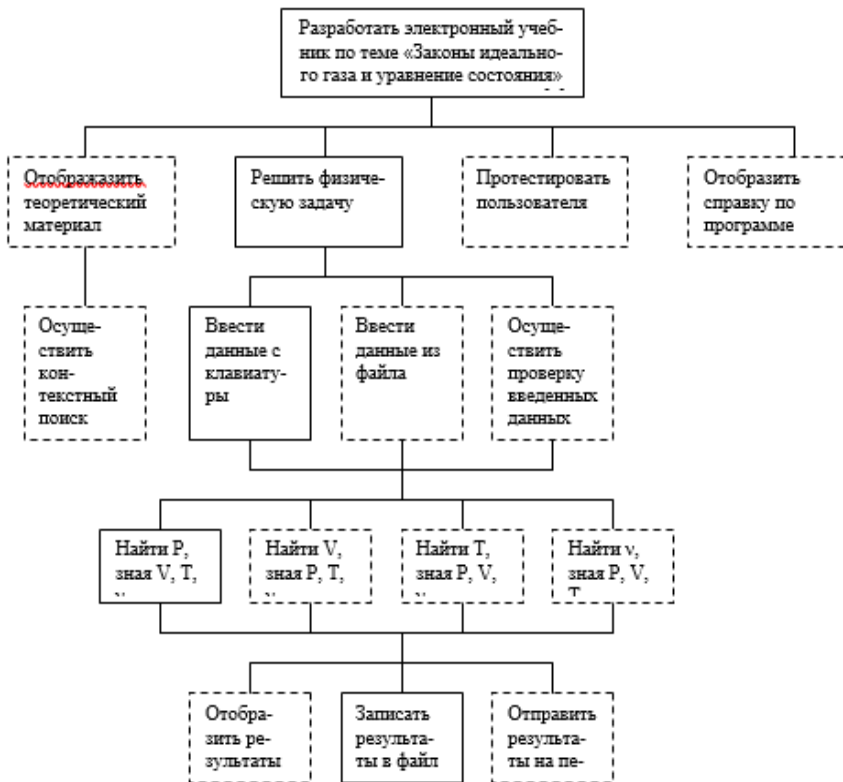 Разработать электронный учеб-
ник по теме «Законы идеально-
го газа и уравнение состояния»
Отображазить
теоретический
материал
Решить физиче-
скую задачу
Протестировать
пользователя
Отобразить
справку по
программе
Осуще-
ствить
кон-
текстный
поиск
Ввести
данные с
клавиату-
ры
Ввести
данные из
файла
Осуще-
ствить
проверку
введенных
данных
Найти P,
зная V, T,
Найти V,
зная P, T,
Найти T,
зная P, V,
Найти ν,
зная P, V,
T
Отобра-
зить ре-
зультаты
Записать
результа-
ты в файл
Отправить
результа-
ты на пе-